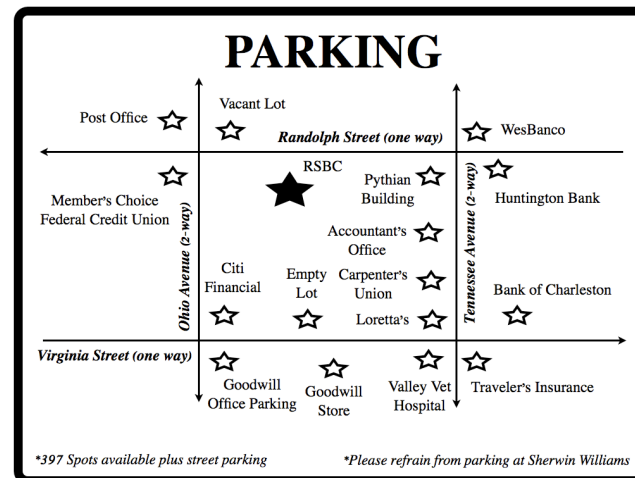 PARKING
Vacant Lot
Post Office
WesBanco
Randolph Street (one way)
RSBC
Pythian
Building
Member's Choice
Federal Credit Union
Huntington Bank
Ohio Avenue (2-way)
Tennessee Avenue (2-way)
Accountant's
Office
Citi
Financial
Empty
Lot
Carpenter's
Union
Bank of Charleston
Loretta's
Virginia Street (one way)
Goodwill
Office Parking
Goodwill
Store
Valley Vet
Hospital
Traveler's Insurance
*397 Spots available plus street parking
*Please refrain from parking at Sherwin Williams